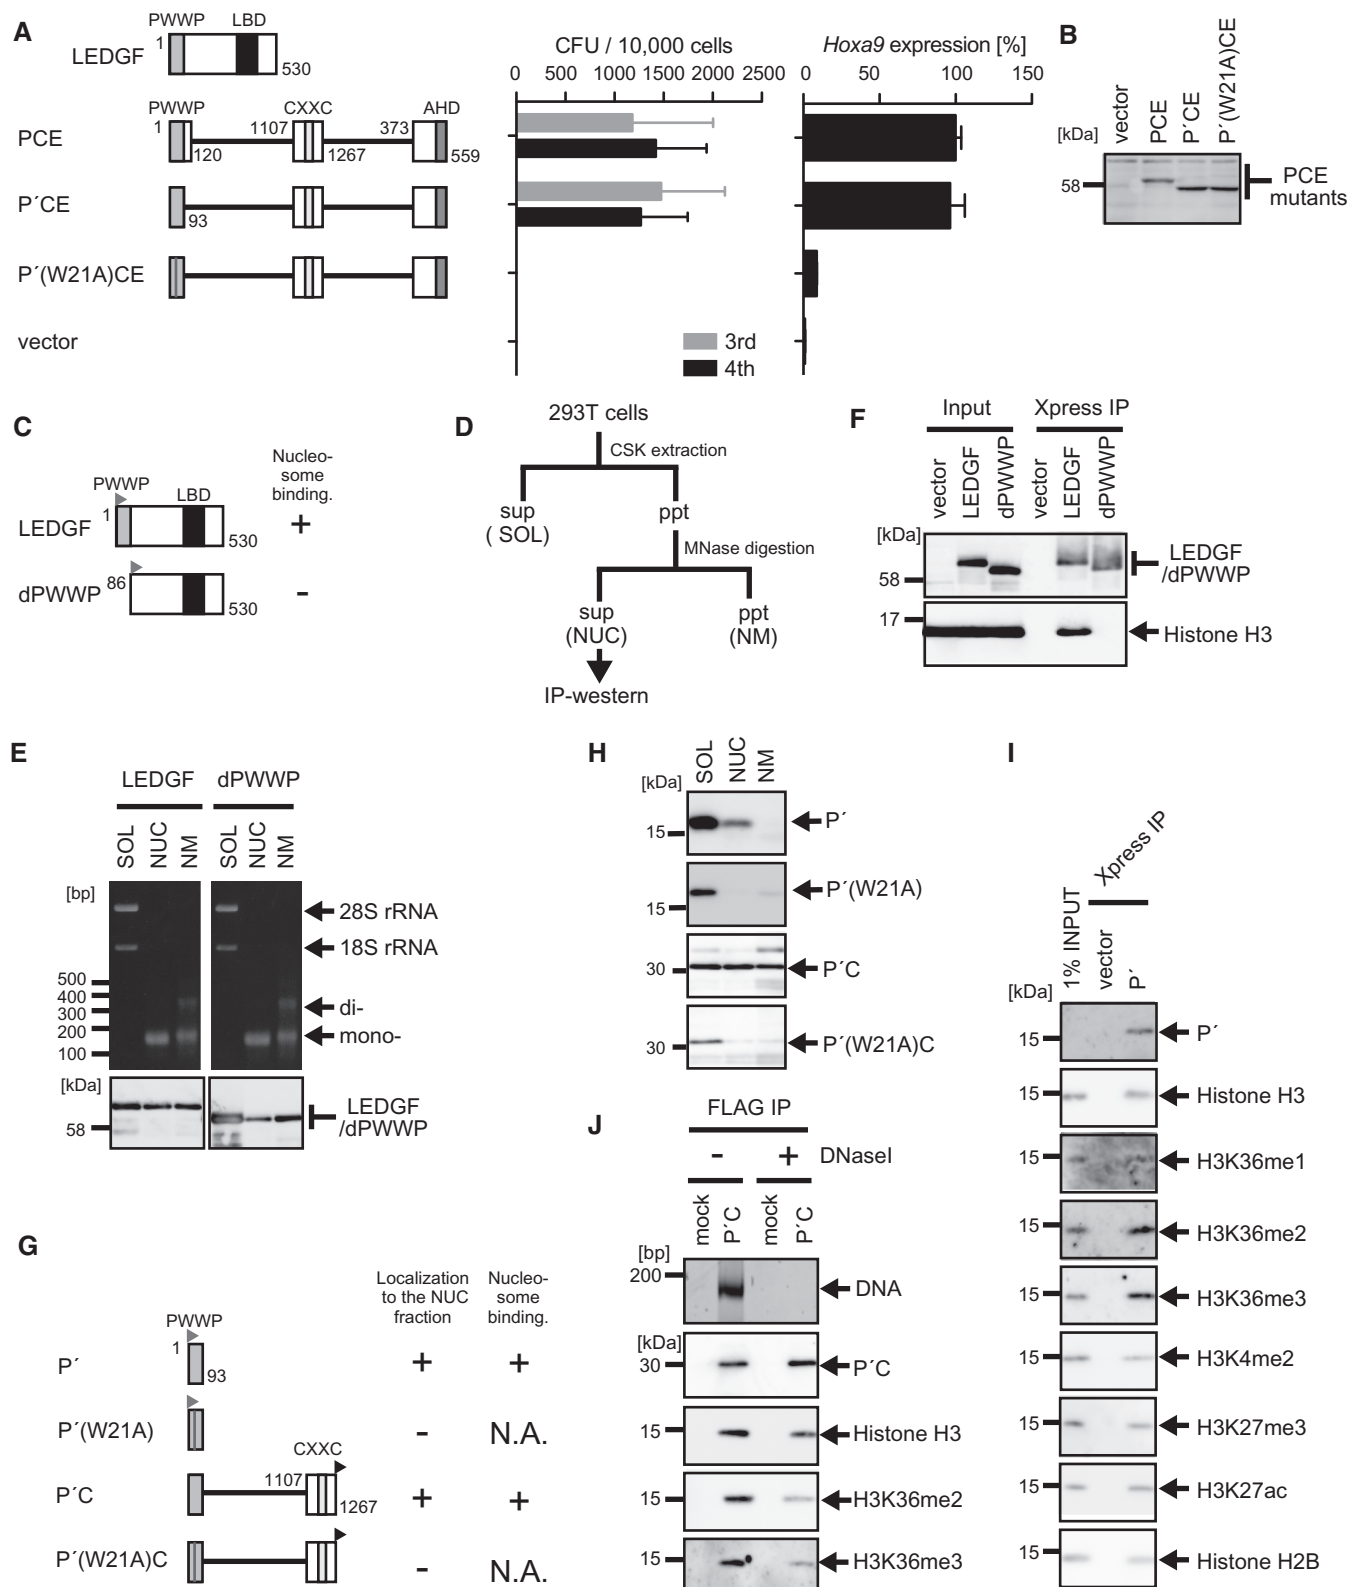 A
PWWP LBD
LEDGF 1 530
CFU / 10,000 cells
0 500 1000 1500 2000 2500
Hoxa9 expression [%]
0 50 100 150
PWWP CXXC AHD
PCE 1 120 1107 1267 373 559
P´CE 93
P´(W21A)CE
vector
3rd
4th
B
vector PCE P´CE P´(W21A)CE
[kDa]
58
PCE
mutants
C
Nucleo-
some
binding.
PWWP LBD
LEDGF 1 530 +
dPWWP 86 530 -
D
293T cells
CSK extraction
sup
( SOL)
ppt
MNase digestion
sup
(NUC)
ppt
(NM)
IP-western
F
Input Xpress IP
vector LEDGF dPWWP vector LEDGF dPWWP
[kDa]
58
LEDGF
/dPWWP
17
Histone H3
E
LEDGF dPWWP
SOL NUC NM SOL NUC NM
[bp]
28S rRNA
18S rRNA
500
400
300
200
100
di-
mono-
[kDa]
58
LEDGF
/dPWWP
H
SOL NUC NM
[kDa]
15 P´
15 P´(W21A)
30 P´C
30 P´(W21A)C
I
Xpress IP
1% INPUT vector P´
[kDa]
15 P´
15 Histone H3
15 H3K36me1
15 H3K36me2
15 H3K36me3
15 H3K4me2
15 H3K27me3
15 H3K27ac
15 Histone H2B
J
FLAG IP
- + DNaseI
mock P´C mock P´C
[bp]
200 DNA
[kDa]
30 P´C
15 Histone H3
15 H3K36me2
15 H3K36me3
G
Localization
to the NUC
fraction
Nucleo-
some
binding.
PWWP
P´ 1 93 + +
P´(W21A) - N.A.
CXXC
P´C 1107 1267 + +
P´(W21A)C - N.A.